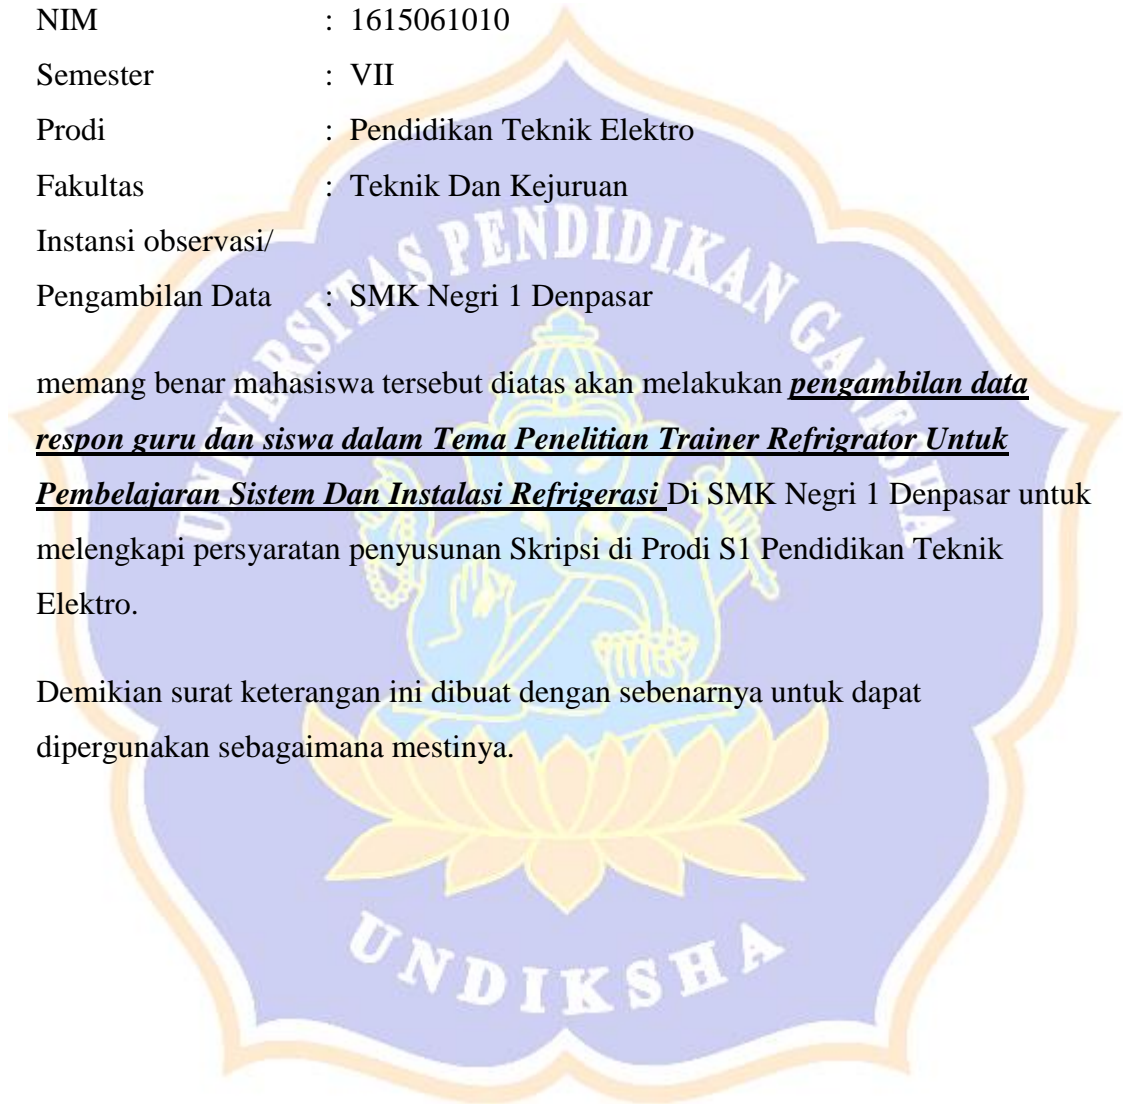 NIM : 1615061010
Semester : VII
Prodi : Pendidikan Teknik Elektro
Fakultas : Teknik Dan Kejuruan
Instansi observasi/
Pengambilan Data : SMK Negri 1 Denpasar
memang benar mahasiswa tersebut diatas akan melakukan pengambilan data
respon guru dan siswa dalam Tema Penelitian Trainer Refrigrator Untuk
Pembelajaran Sistem Dan Instalasi Refrigerasi Di SMK Negri 1 Denpasar untuk
melengkapi persyaratan penyusunan Skripsi di Prodi S1 Pendidikan Teknik
Elektro.
Demikian surat keterangan ini dibuat dengan sebenarnya untuk dapat
dipergunakan sebagaimana mestinya.
UNIVERSITAS PENDIDIKAN GANESHA
UNDIKSHA